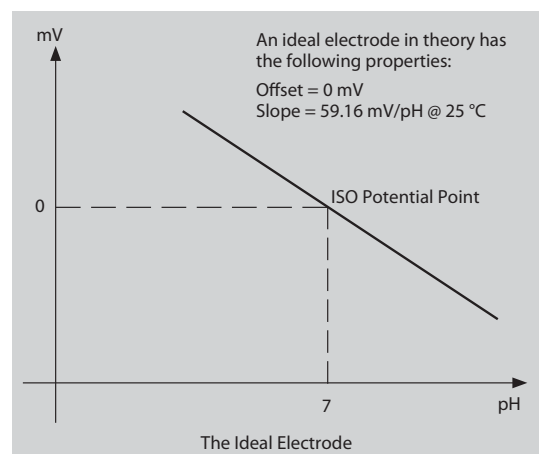 mV
An ideal electrode in theory has
the following properties:
Offset = 0 mV
Slope = 59.16 mV/pH @ 25 °C
0
ISO Potential Point
7
pH
The Ideal Electrode